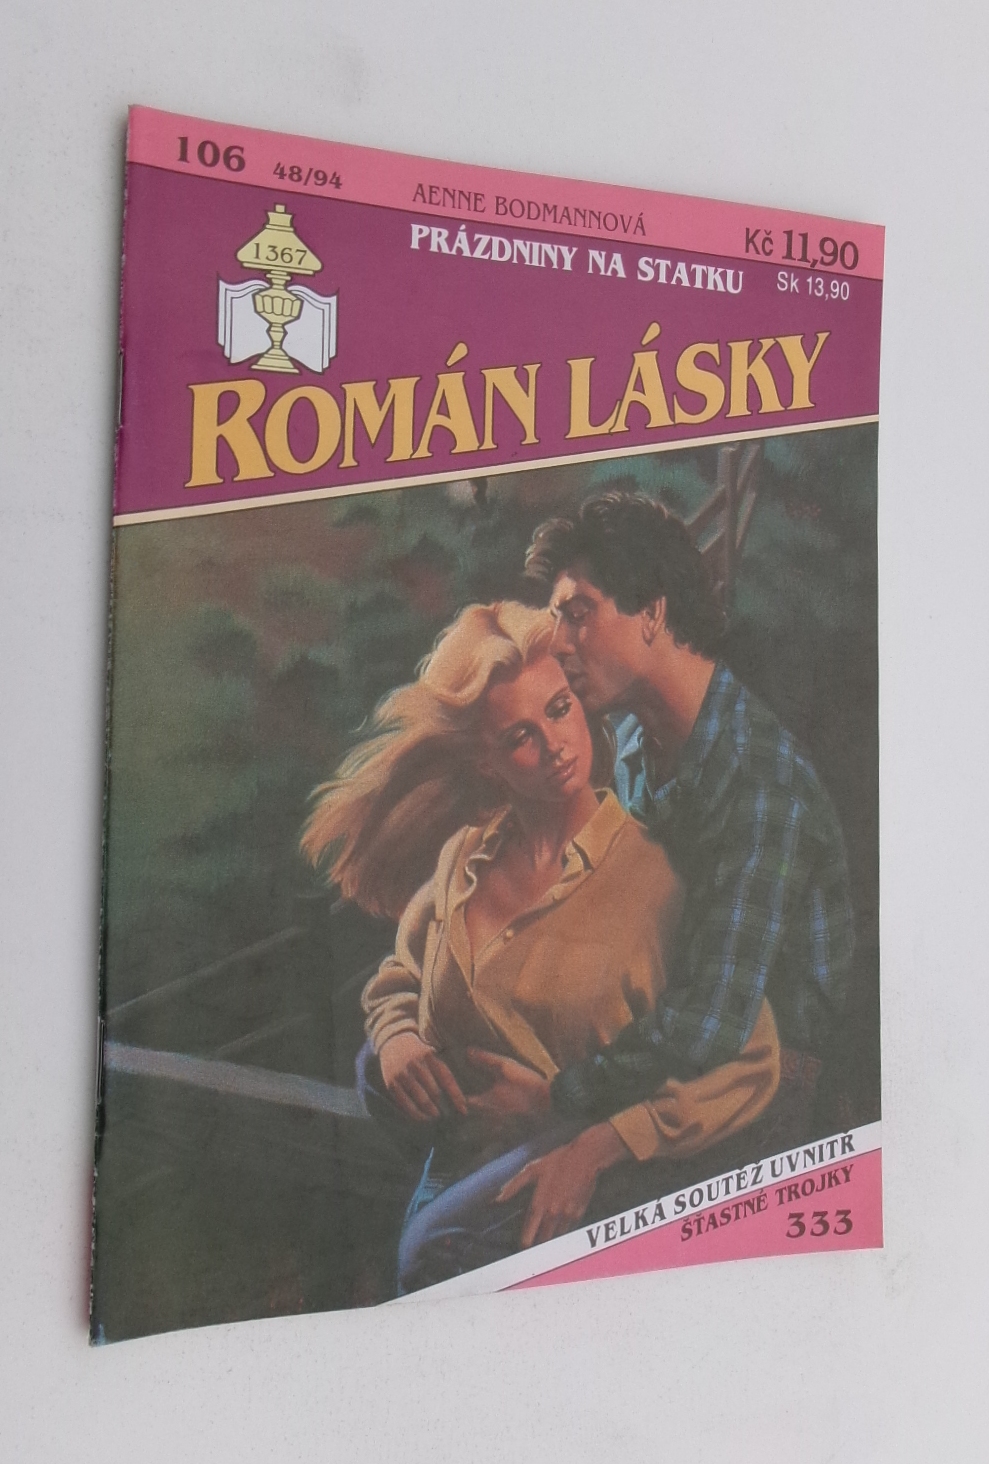 106 48/94
AENNE BODMANNOVÁ
PRÁZDNINY NA STATKU
Kč 11,90
Sk 13,90
1367
ROMÁN LÁSKY
VELKÁ SOUTĚŽ UVNITŘ
ŠŤASTNÉ TROJKY
333